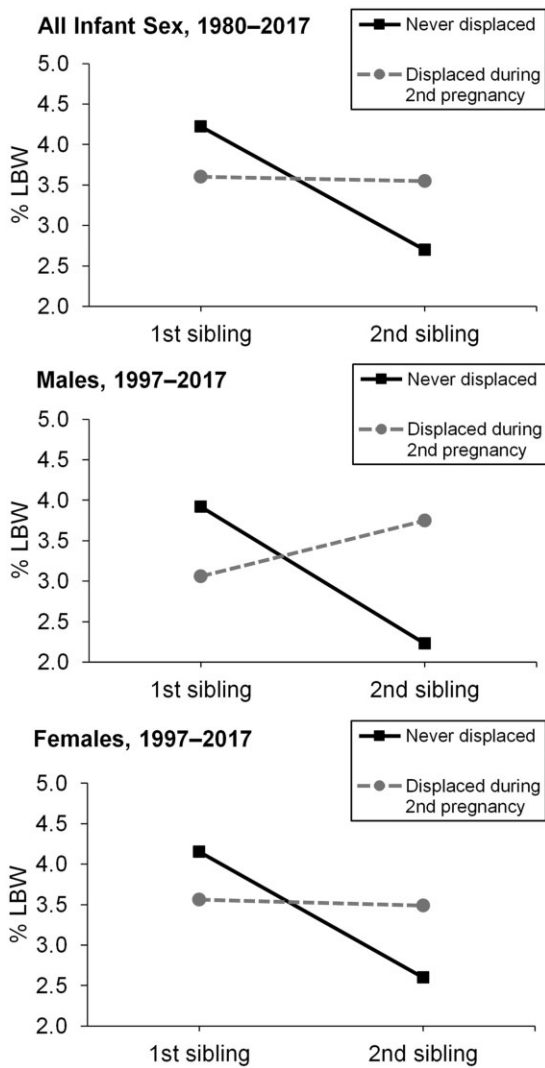 All Infant Sex, 1980–2017
Never displaced
Displaced during
2nd pregnancy
% LBW
5.0
4.5
4.0
3.5
3.0
2.5
2.0
1st sibling
2nd sibling
Males, 1997–2017
Never displaced
Displaced during
2nd pregnancy
% LBW
5.0
4.5
4.0
3.5
3.0
2.5
2.0
1st sibling
2nd sibling
Females, 1997–2017
Never displaced
Displaced during
2nd pregnancy
% LBW
5.0
4.5
4.0
3.5
3.0
2.5
2.0
1st sibling
2nd sibling